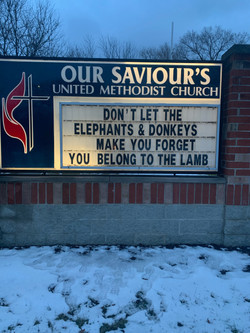 OUR SAVIOUR'S
UNITED METHODIST CHURCH
DON'T LET THE
ELEPHANTS & DONKEYS
MAKE YOU FORGET
YOU BELONG TO THE LAMB